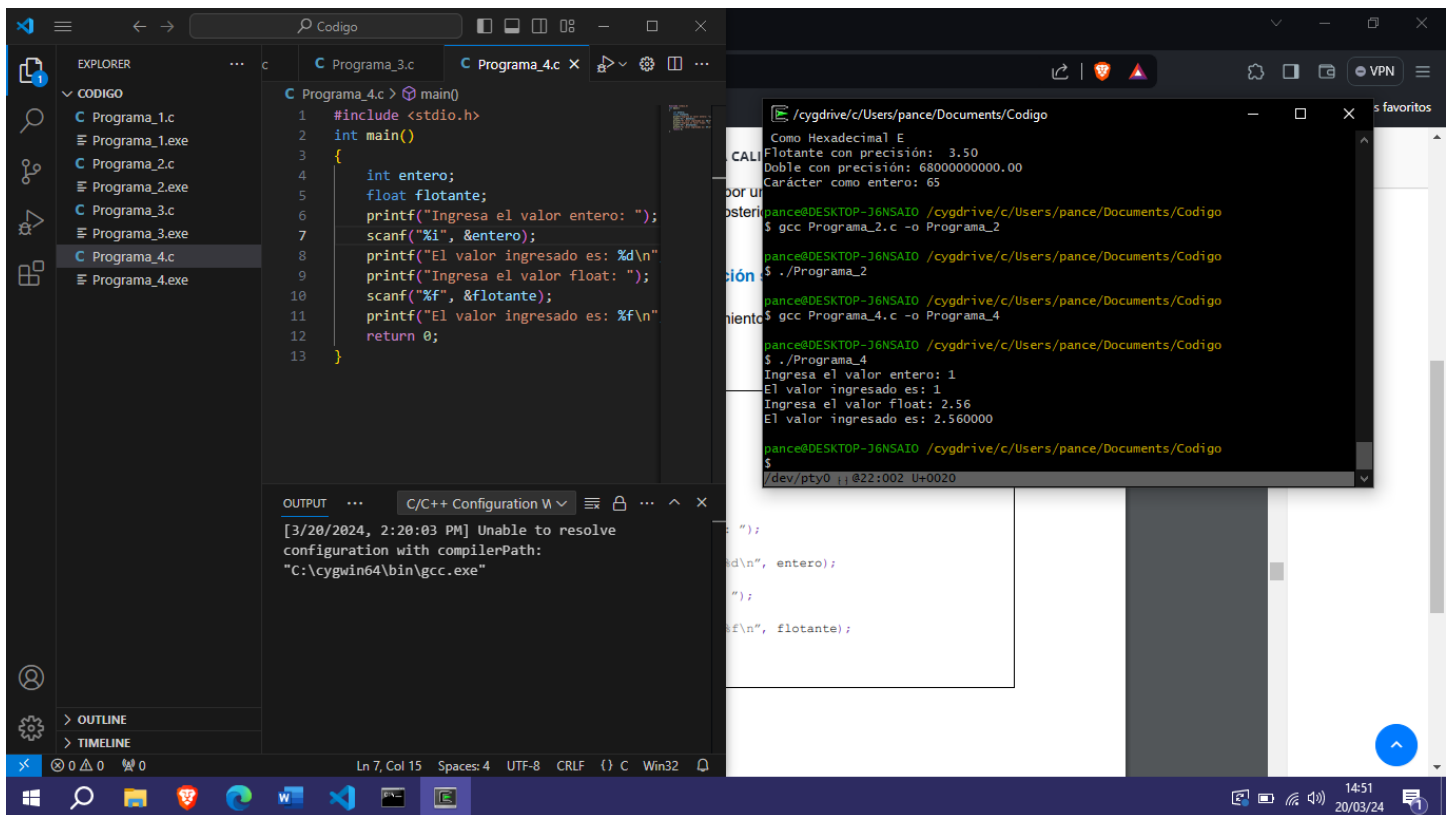 Codigo
EXPLORER
CODIGO
C Programa_1.c
Programa_1.exe
C Programa_2.c
Programa_2.exe
C Programa_3.c
Programa_3.exe
C Programa_4.c
Programa_4.exe
OUTLINE
TIMELINE
c
C Programa_3.c
C Programa_4.c
C Programa_4.c > main()
1 #include <stdio.h>
2 int main()
3 {
4 int entero;
5 float flotante;
6 printf("Ingresa el valor entero: ");
7 scanf("%i", &entero);
8 printf("El valor ingresado es: %d\n"
9 printf("Ingresa el valor float: ");
10 scanf("%f", &flotante);
11 printf("El valor ingresado es: %f\n"
12 return 0;
13 }
OUTPUT
C/C++ Configuration W
[3/20/2024, 2:20:03 PM] Unable to resolve
configuration with compilerPath:
"C:\cygwin64\bin\gcc.exe"
0 0 0
Ln 7, Col 15 Spaces: 4 UTF-8 CRLF {} C Win32
VPN
s favoritos
CALI
por ur
osteri
ción s
miento
/cygdrive/c/Users/pance/Documents/Codigo
Como Hexadecimal E
Flotante con precisión: 3.50
Doble con precisión: 68000000000.00
Carácter como entero: 65
pance@DESKTOP-J6NSAIO /cygdrive/c/Users/pance/Documents/Codigo
$ gcc Programa_2.c -o Programa_2
pance@DESKTOP-J6NSAIO /cygdrive/c/Users/pance/Documents/Codigo
$ ./Programa_2
pance@DESKTOP-J6NSAIO /cygdrive/c/Users/pance/Documents/Codigo
$ gcc Programa_4.c -o Programa_4
pance@DESKTOP-J6NSAIO /cygdrive/c/Users/pance/Documents/Codigo
$ ./Programa_4
Ingresa el valor entero: 1
El valor ingresado es: 1
Ingresa el valor float: 2.56
El valor ingresado es: 2.560000
pance@DESKTOP-J6NSAIO /cygdrive/c/Users/pance/Documents/Codigo
$
/dev/pty0 @22:002 U+0020
: ");
%d\n", entero);
");
%f\n", flotante);
14:51
20/03/24
1